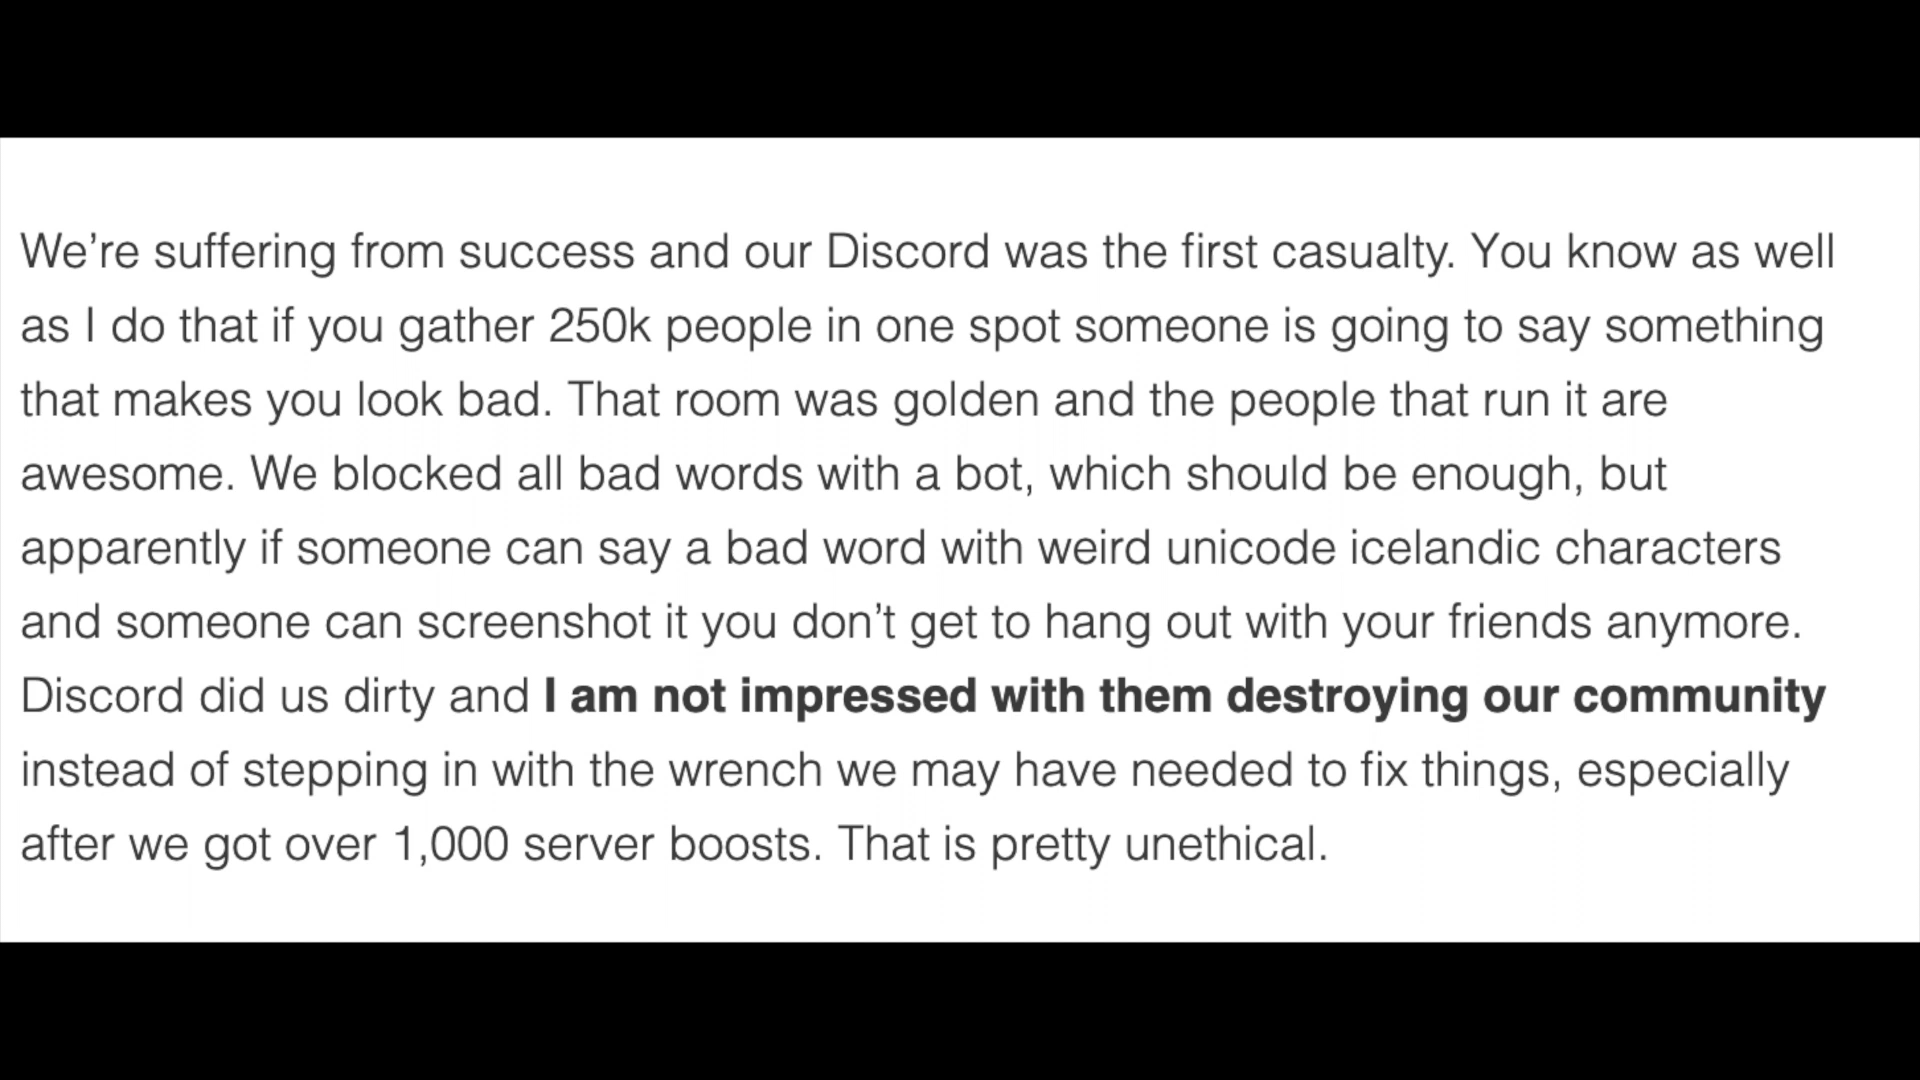 We’re suffering from success and our Discord was the first casualty. You know as well
as I do that if you gather 250k people in one spot someone is going to say something
that makes you look bad. That room was golden and the people that run it are
awesome. We blocked all bad words with a bot, which should be enough, but
apparently if someone can say a bad word with weird unicode icelandic characters
and someone can screenshot it you don’t get to hang out with your friends anymore.
Discord did us dirty and I am not impressed with them destroying our community
instead of stepping in with the wrench we may have needed to fix things, especially
after we got over 1,000 server boosts. That is pretty unethical.